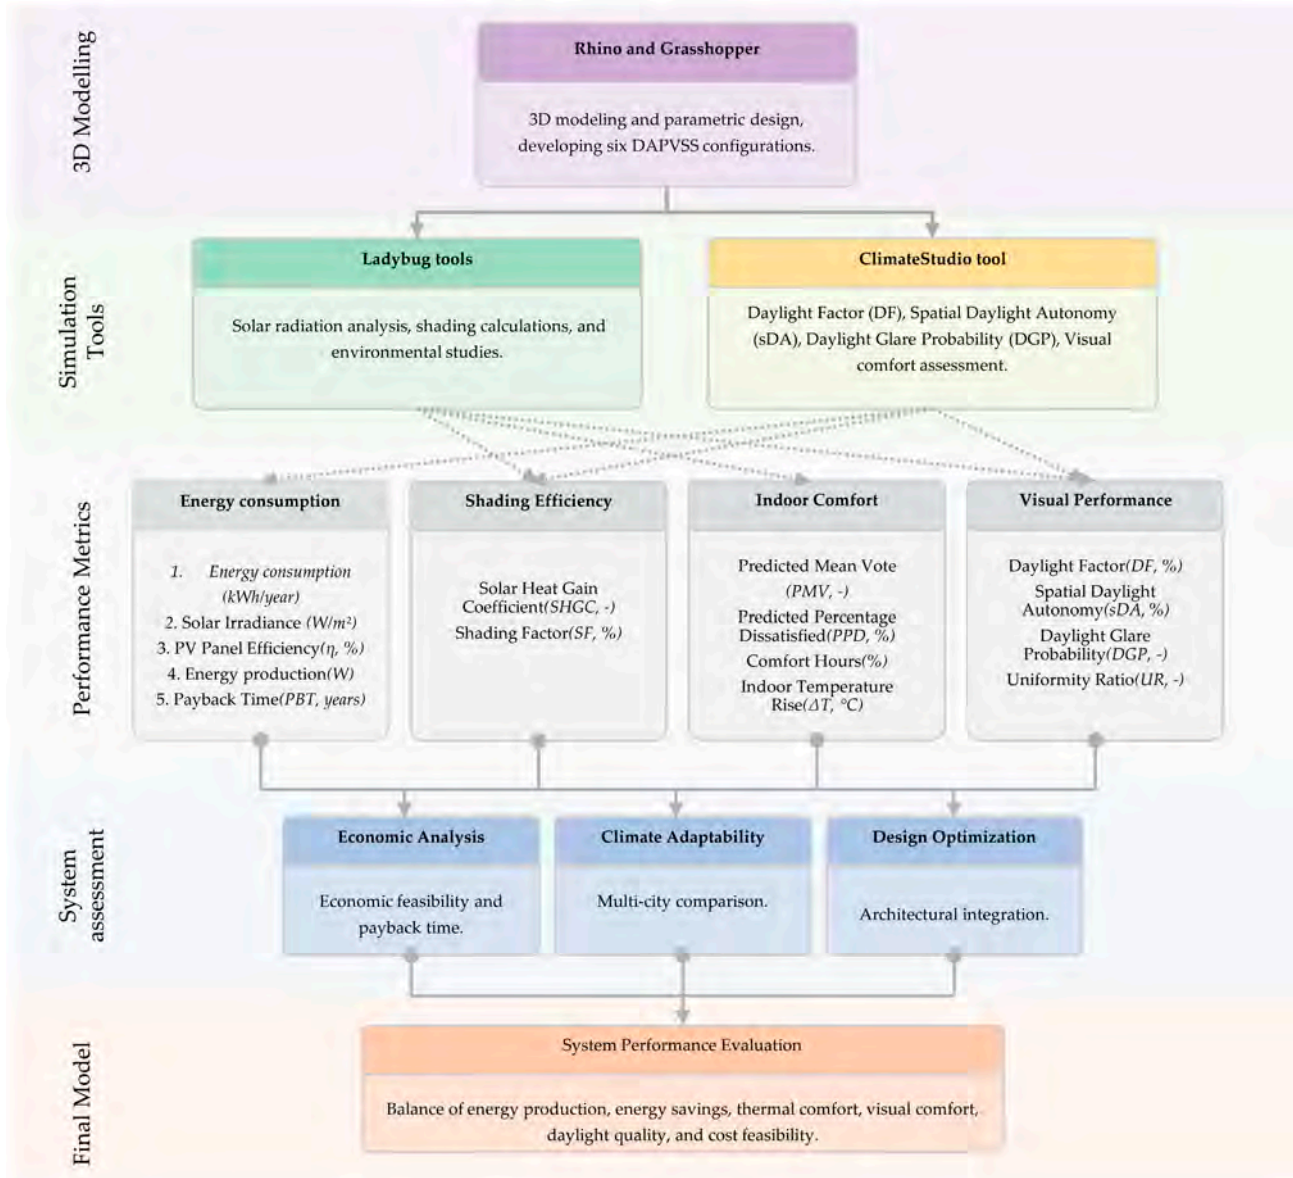 3D Modelling
Rhino and Grasshopper
3D modeling and parametric design,
developing six DAPVSS configurations.
Simulation
Tools
Ladybug tools
Solar radiation analysis, shading calculations, and
environmental studies.
ClimateStudio tool
Daylight Factor (DF), Spatial Daylight Autonomy
(sDA), Daylight Glare Probability (DGP), Visual
comfort assessment.
Performance Metrics
Energy consumption
1. Energy consumption
(kWh/year)
2. Solar Irradiance (W/m²)
3. PV Panel Efficiency(η, %)
4. Energy production(W)
5. Payback Time(PBT, years)
Shading Efficiency
Solar Heat Gain
Coefficient(SHGC, -)
Shading Factor(SF, %)
Indoor Comfort
Predicted Mean Vote
(PMV, -)
Predicted Percentage
Dissatisfied(PPD, %)
Comfort Hours(%)
Indoor Temperature
Rise(ΔT, °C)
Visual Performance
Daylight Factor(DF, %)
Spatial Daylight
Autonomy(sDA, %)
Daylight Glare
Probability(DGP, -)
Uniformity Ratio(UR, -)
System
assessment
Economic Analysis
Economic feasibility and
payback time.
Climate Adaptability
Multi-city comparison.
Design Optimization
Architectural integration.
Final Model
System Performance Evaluation
Balance of energy production, energy savings, thermal comfort, visual comfort,
daylight quality, and cost feasibility.